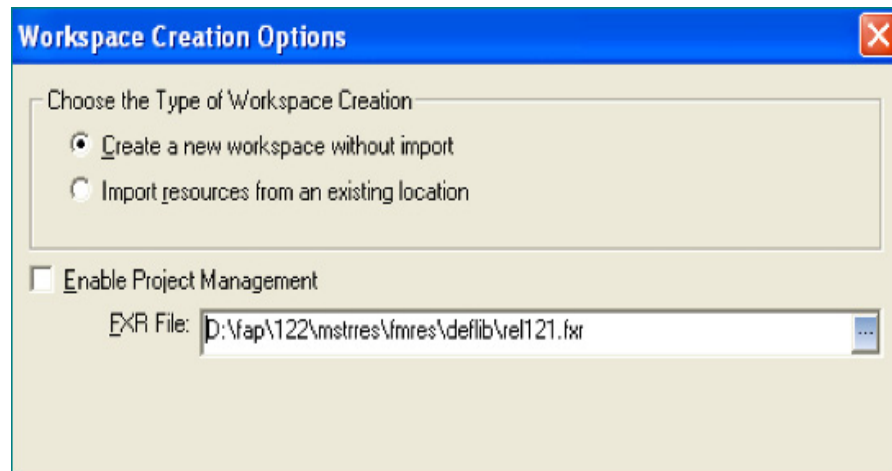 Workspace Creation Options
Choose the Type of Workspace Creation
Create a new workspace without import
Import resources from an existing location
Enable Project Management
FXR File: D:\fap\122\mstrres\fmres\deflib\rel121.fxr ...